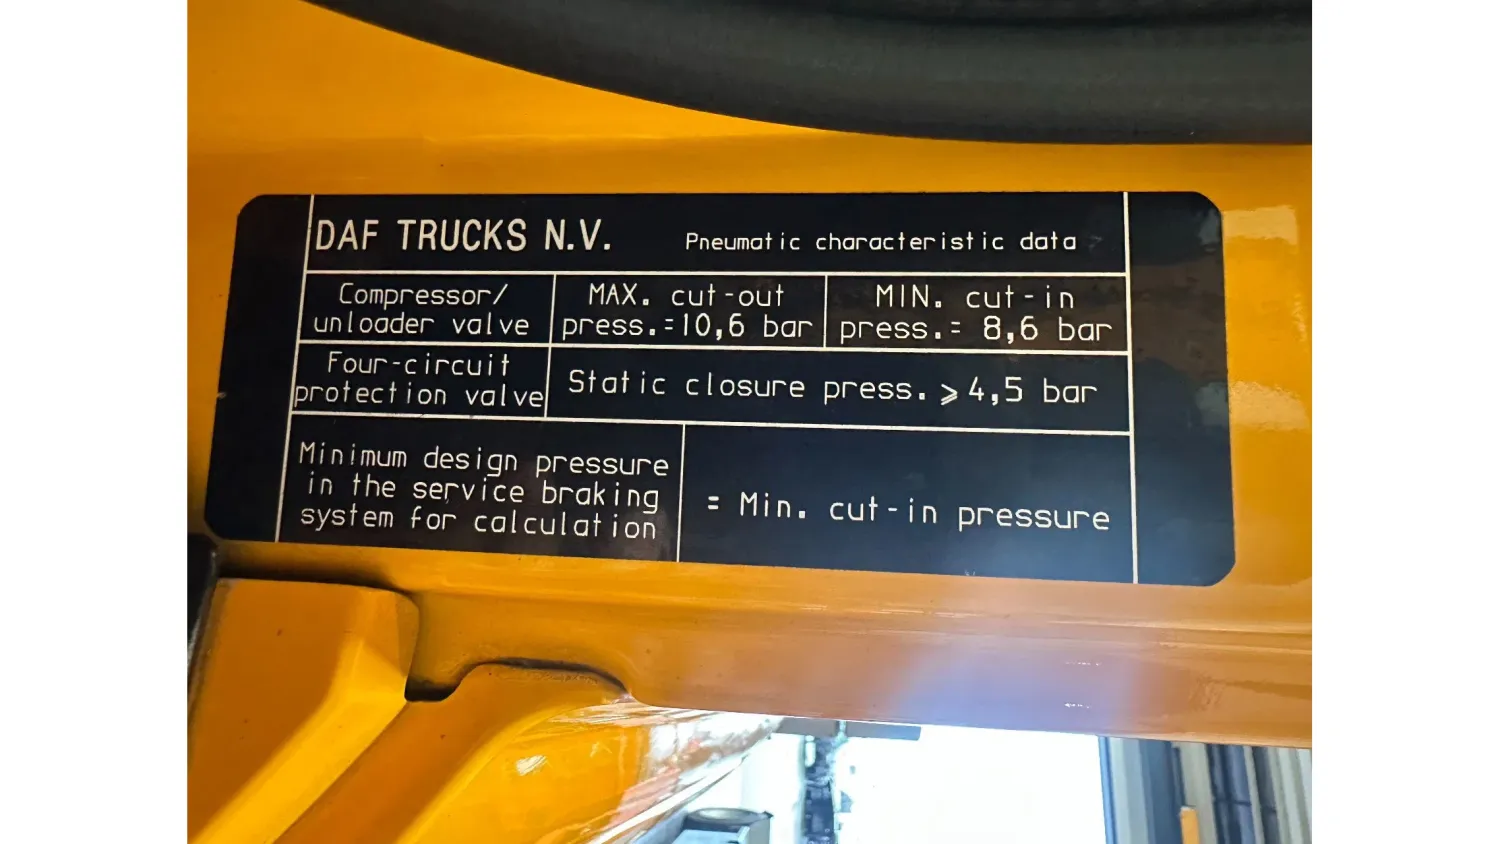 DAF TRUCKS N.V. Pneumatic characteristic data
Compressor/
unloader valve
MAX. cut-out
press.=10,6 bar
MIN. cut-in
press.= 8,6 bar
Four-circuit
protection valve
Static closure press. ⩾ 4,5 bar
Minimum design pressure
in the service braking
system for calculation
= Min. cut-in pressure